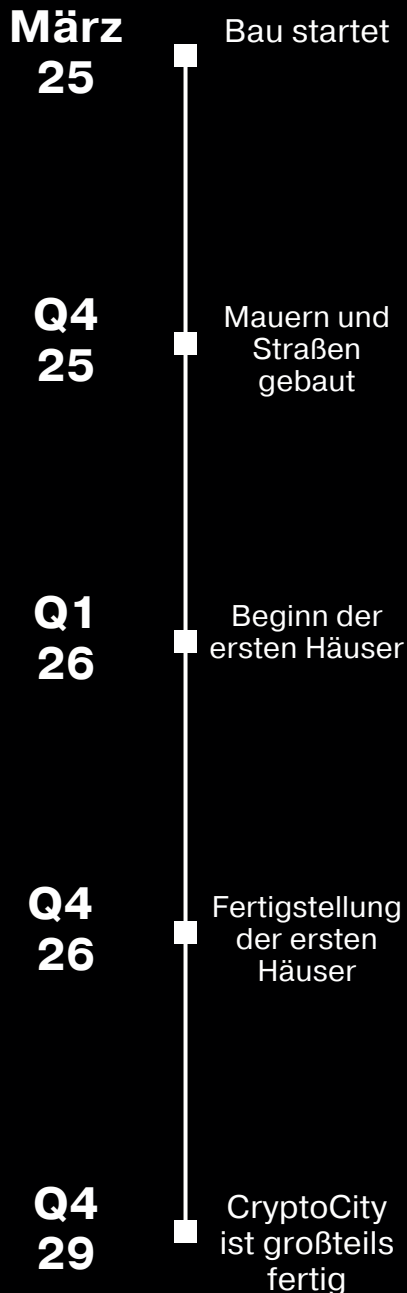 März
25
Bau startet
Q4
25
Mauern und
Straßen
gebaut
Q1
26
Beginn der
ersten Häuser
Q4
26
Fertigstellung
der ersten
Häuser
Q4
29
CryptoCity
ist großteils
fertig